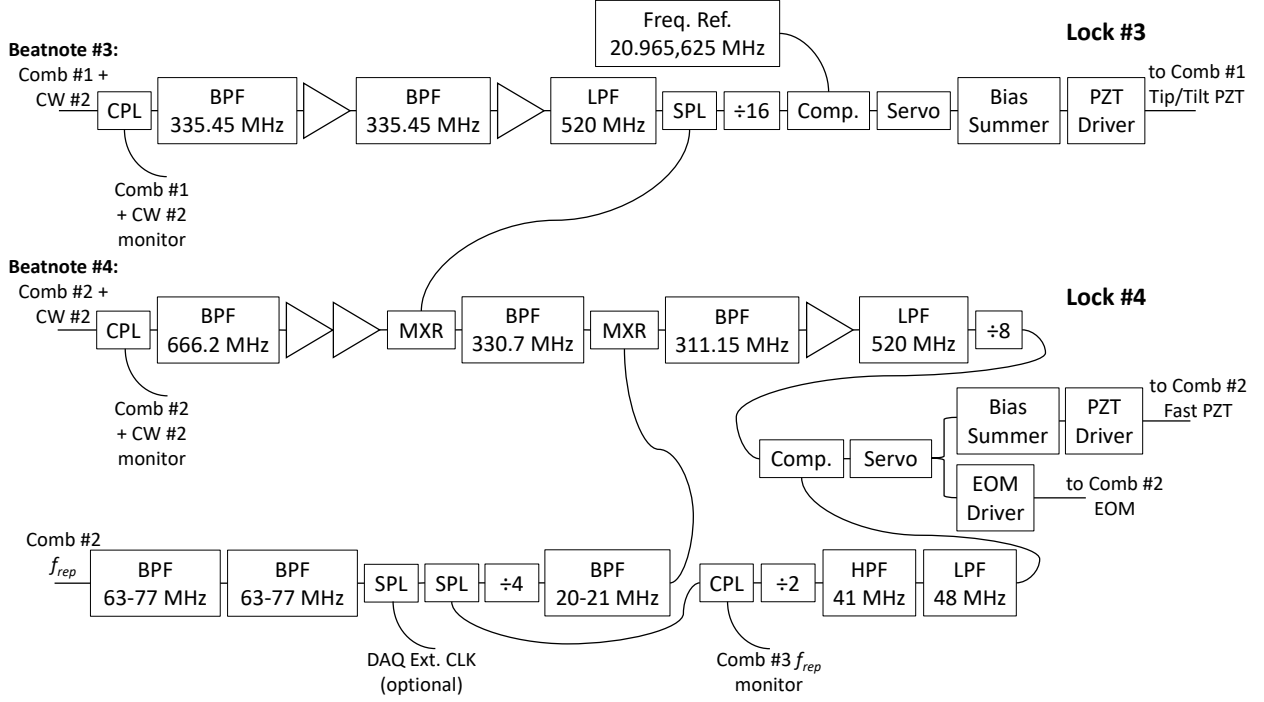 Freq. Ref.
20.965,625 MHz
Lock #3
Beatnote #3:
Comb #1 +
CW #2
CPL
BPF
335.45 MHz
BPF
335.45 MHz
LPF
520 MHz
SPL
÷16
Comp.
Servo
Bias
Summer
PZT
Driver
to Comb #1
Tip/Tilt PZT
Comb #1
+ CW #2
monitor
Beatnote #4:
Comb #2 +
CW #2
CPL
BPF
666.2 MHz
MXR
BPF
330.7 MHz
MXR
BPF
311.15 MHz
LPF
520 MHz
÷8
Lock #4
Comb #2
+ CW #2
monitor
Comp.
Servo
Bias
Summer
PZT
Driver
to Comb #2
Fast PZT
EOM
Driver
to Comb #2
EOM
Comb #2
frep
BPF
63-77 MHz
BPF
63-77 MHz
SPL
SPL
÷4
BPF
20-21 MHz
CPL
÷2
HPF
41 MHz
LPF
48 MHz
DAQ Ext. CLK
(optional)
Comb #3 frep
monitor